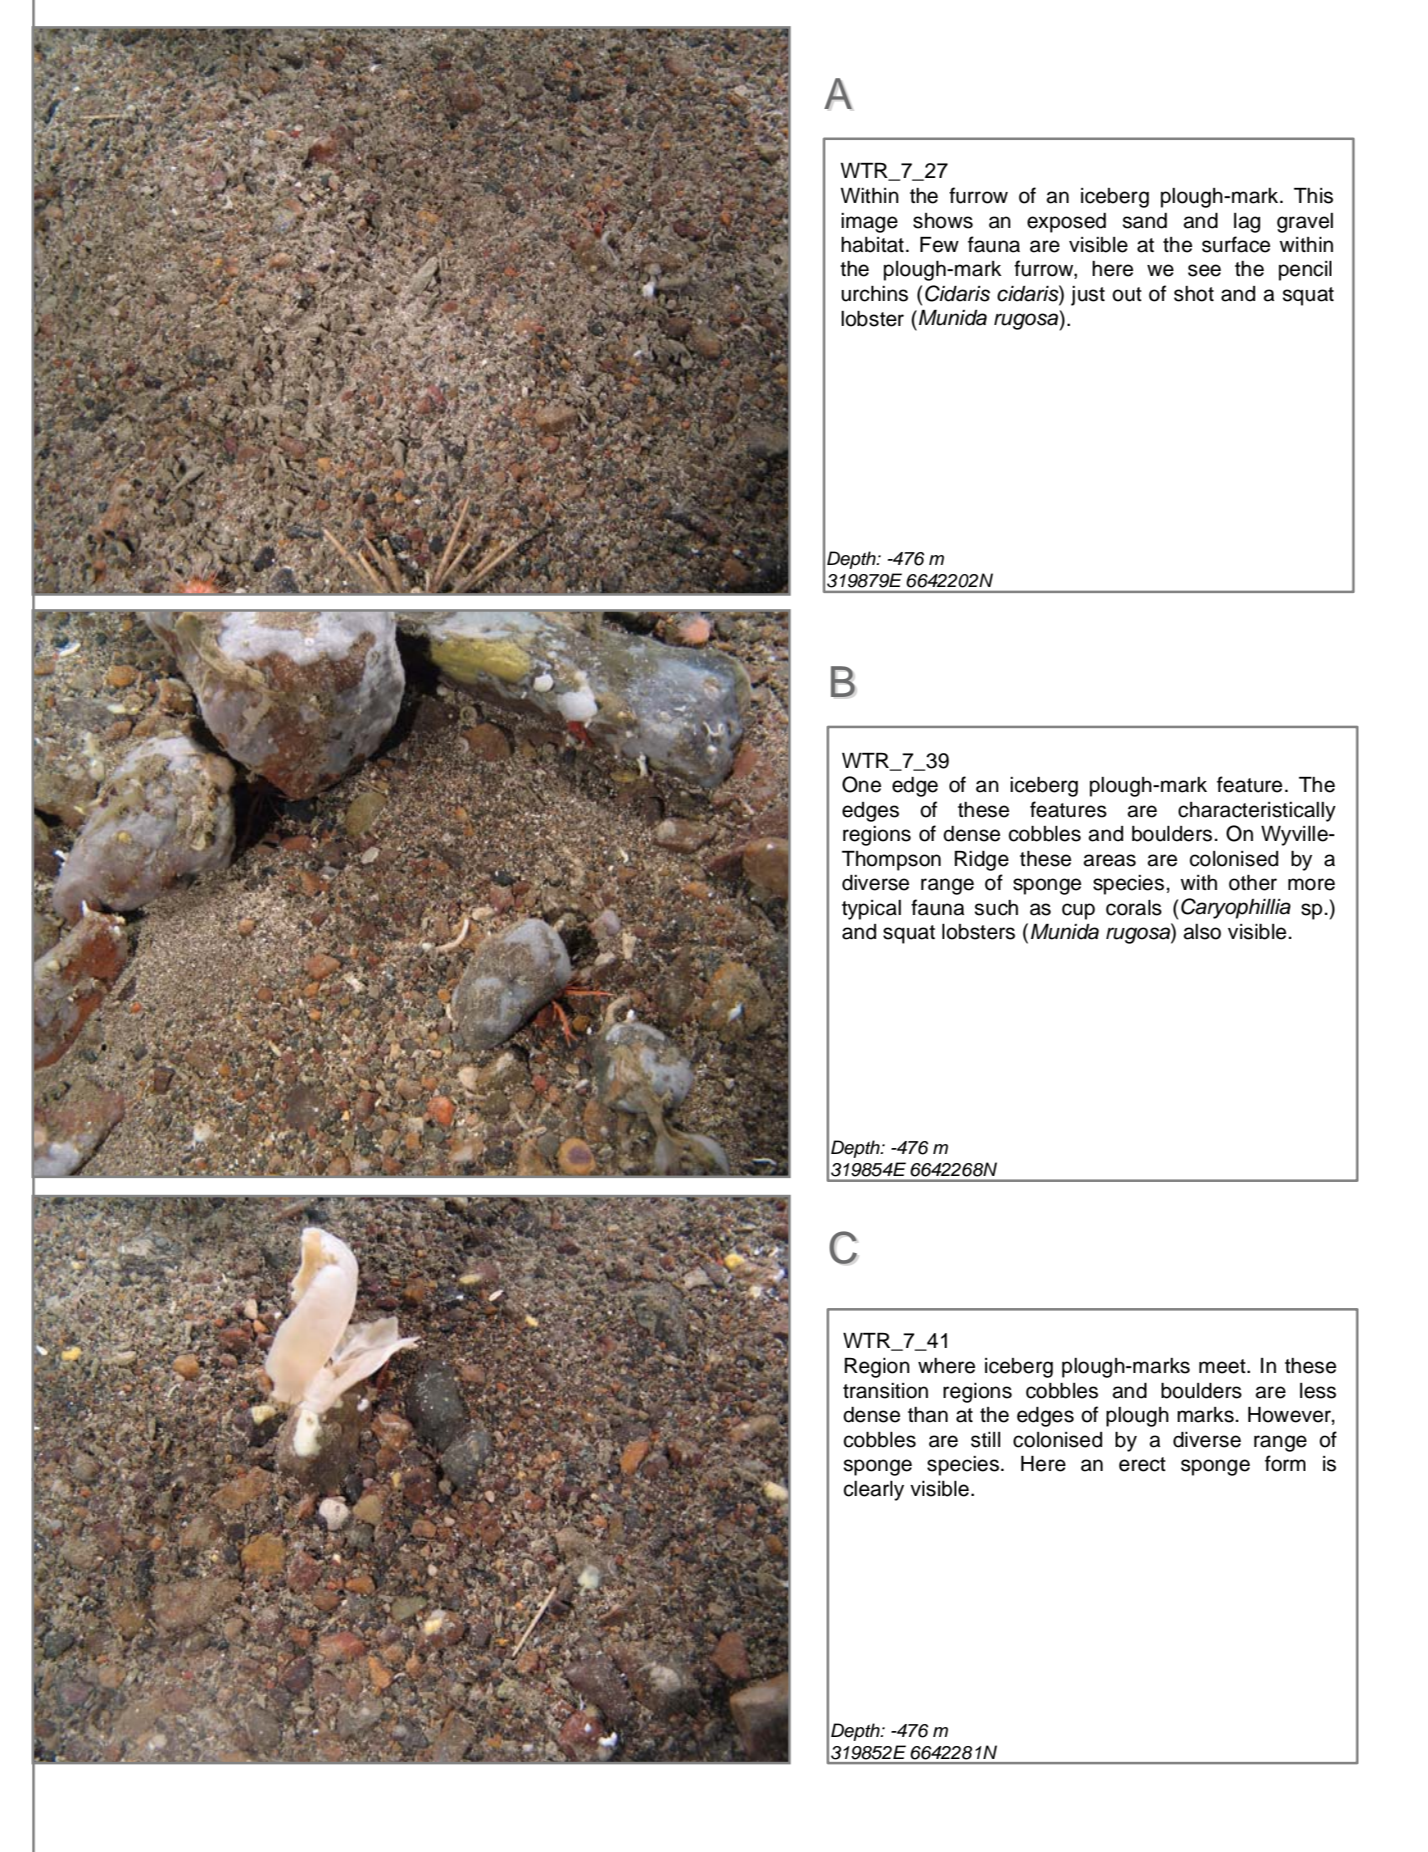 A
WTR_7_27
Within the furrow of an iceberg plough-mark. This
image shows an exposed sand and lag gravel
habitat. Few fauna are visible at the surface within
the plough-mark furrow, here we see the pencil
urchins (Cidaris cidaris) just out of shot and a squat
lobster (Munida rugosa).
Depth: -476 m
319879E 6642202N
B
WTR_7_39
One edge of an iceberg plough-mark feature. The
edges of these features are characteristically
regions of dense cobbles and boulders. On Wyville-
Thompson Ridge these areas are colonised by a
diverse range of sponge species, with other more
typical fauna such as cup corals (Caryophillia sp.)
and squat lobsters (Munida rugosa) also visible.
Depth: -476 m
319854E 6642268N
C
WTR_7_41
Region where iceberg plough-marks meet. In these
transition regions cobbles and boulders are less
dense than at the edges of plough marks. However,
cobbles are still colonised by a diverse range of
sponge species. Here an erect sponge form is
clearly visible.
Depth: -476 m
319852E 6642281N